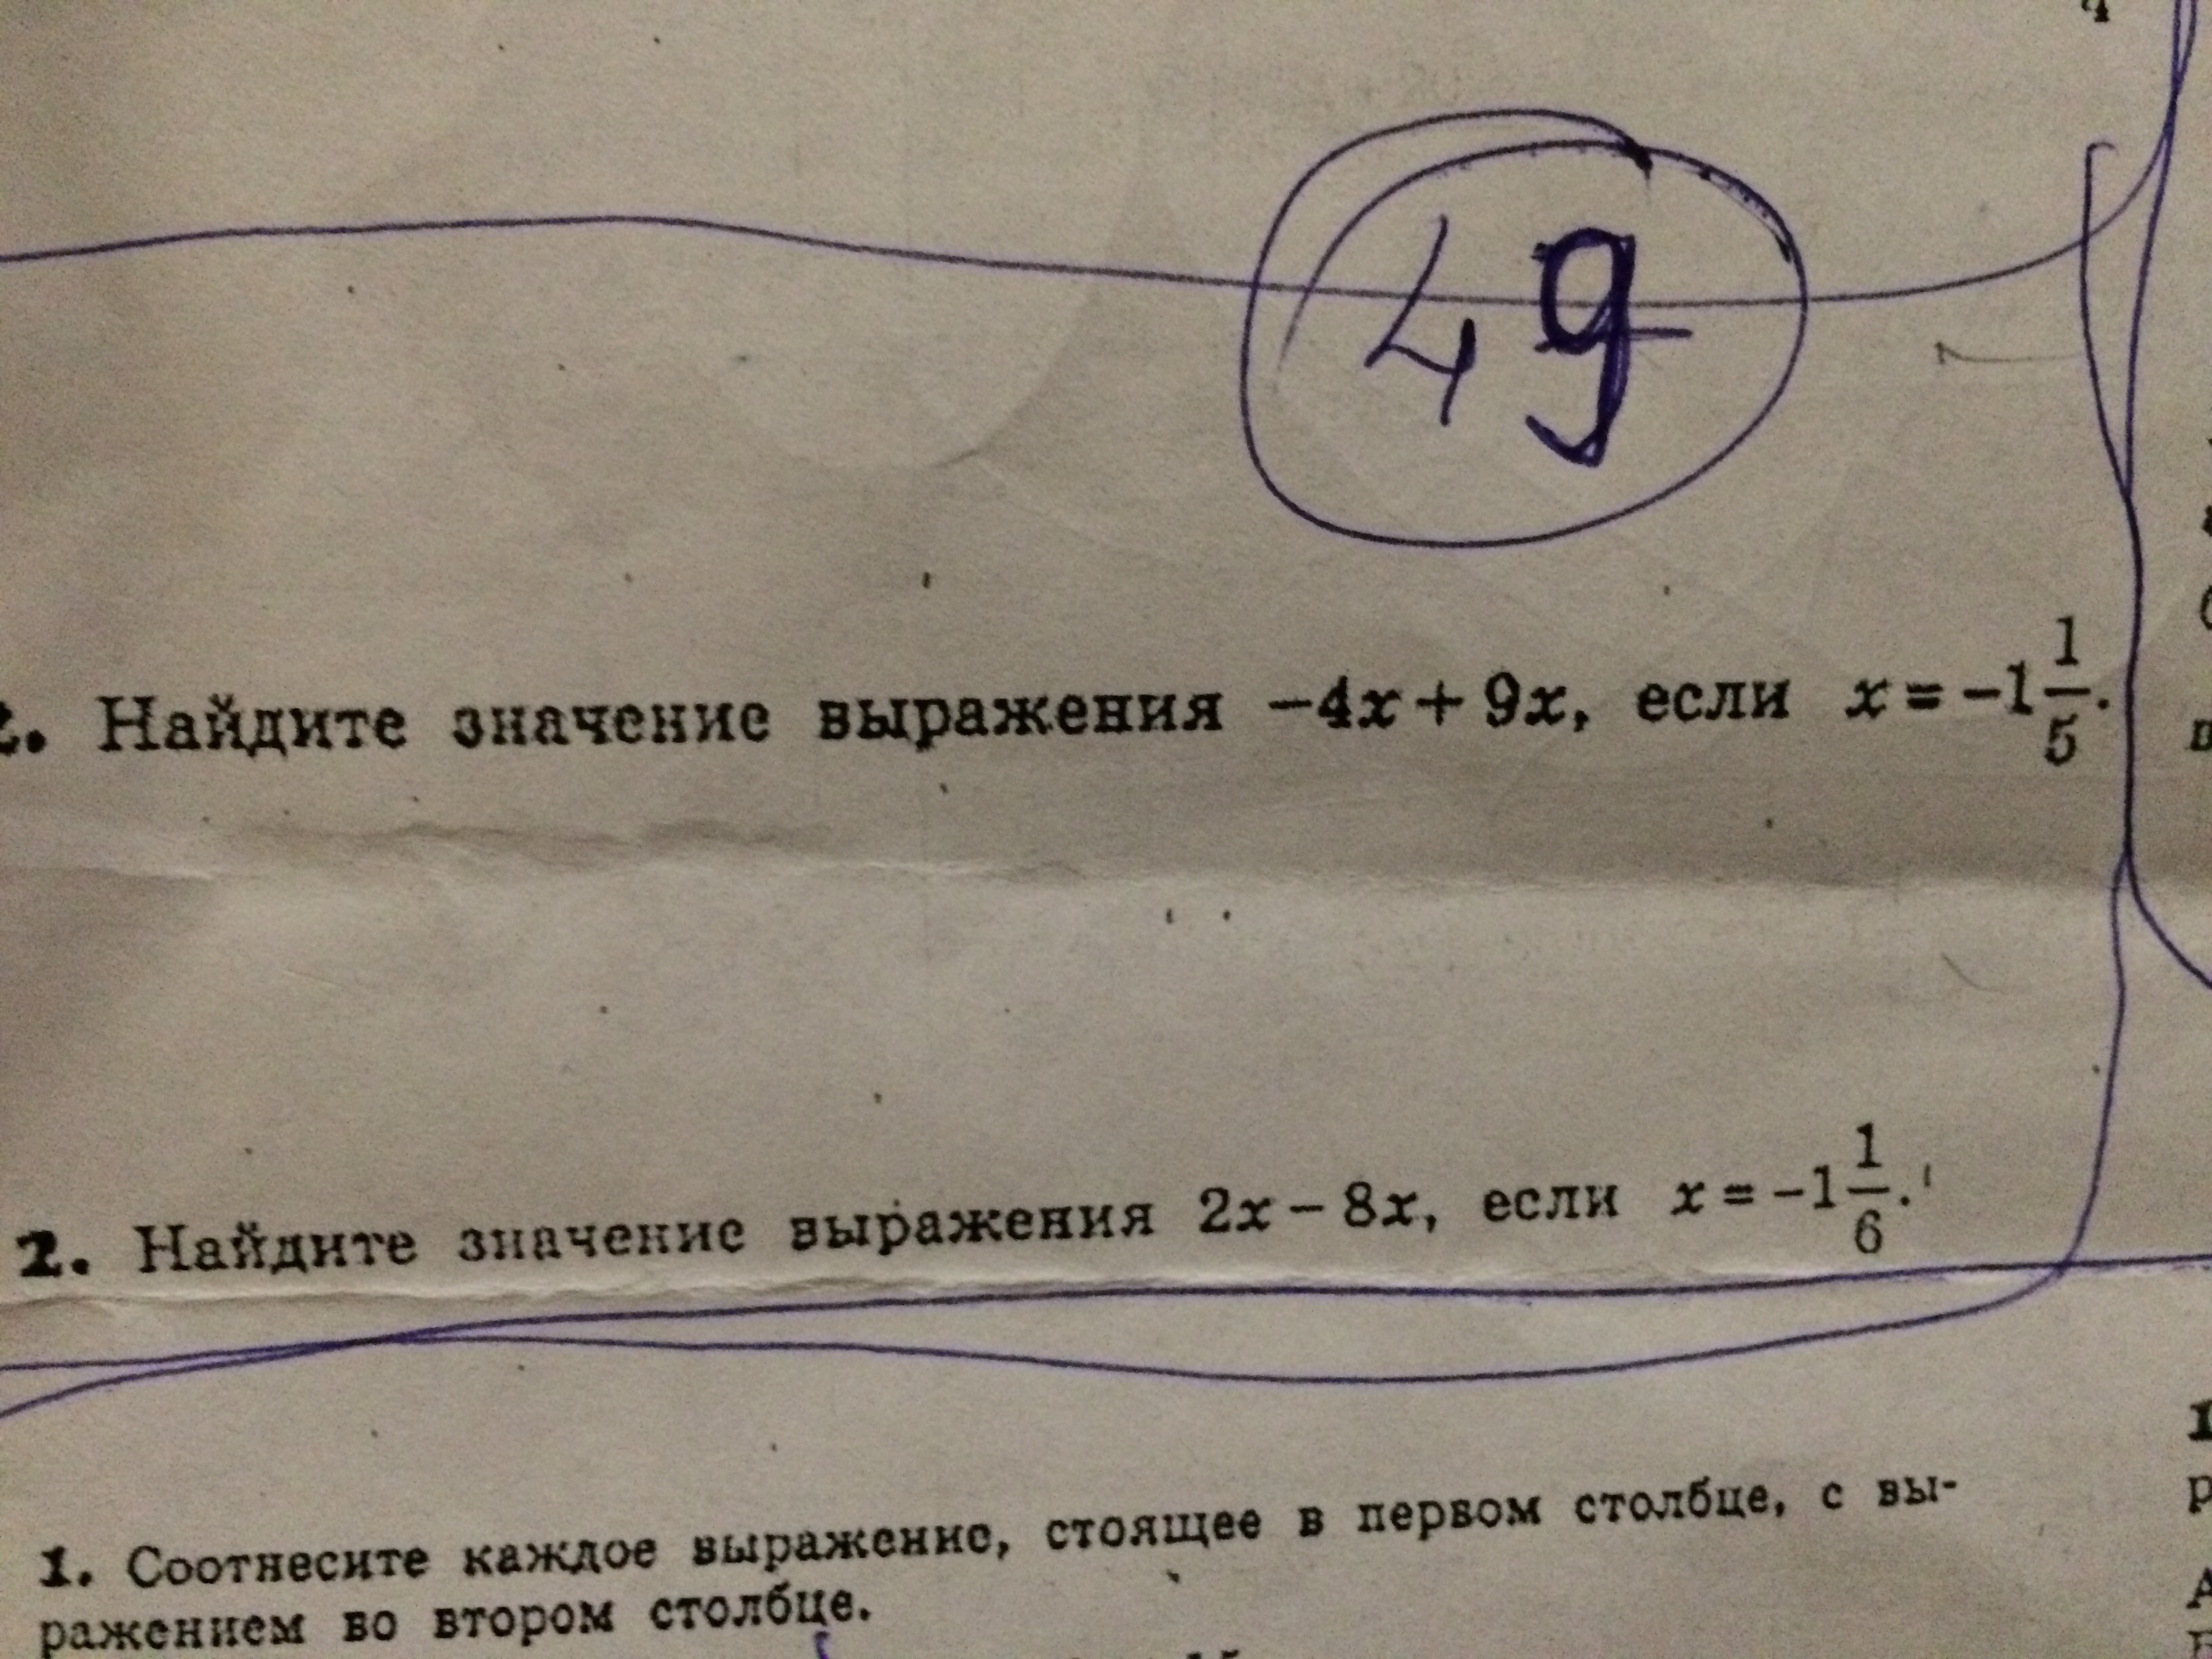 49
2. Найдите значение выражения −4x + 9x, если x = −1 1/5.
2. Найдите значение выражения 2x − 8x, если x = −1 1/6.
1. Соотнесите каждое выражение, стоящее в первом столбце, с вы-
ражением во втором столбце.